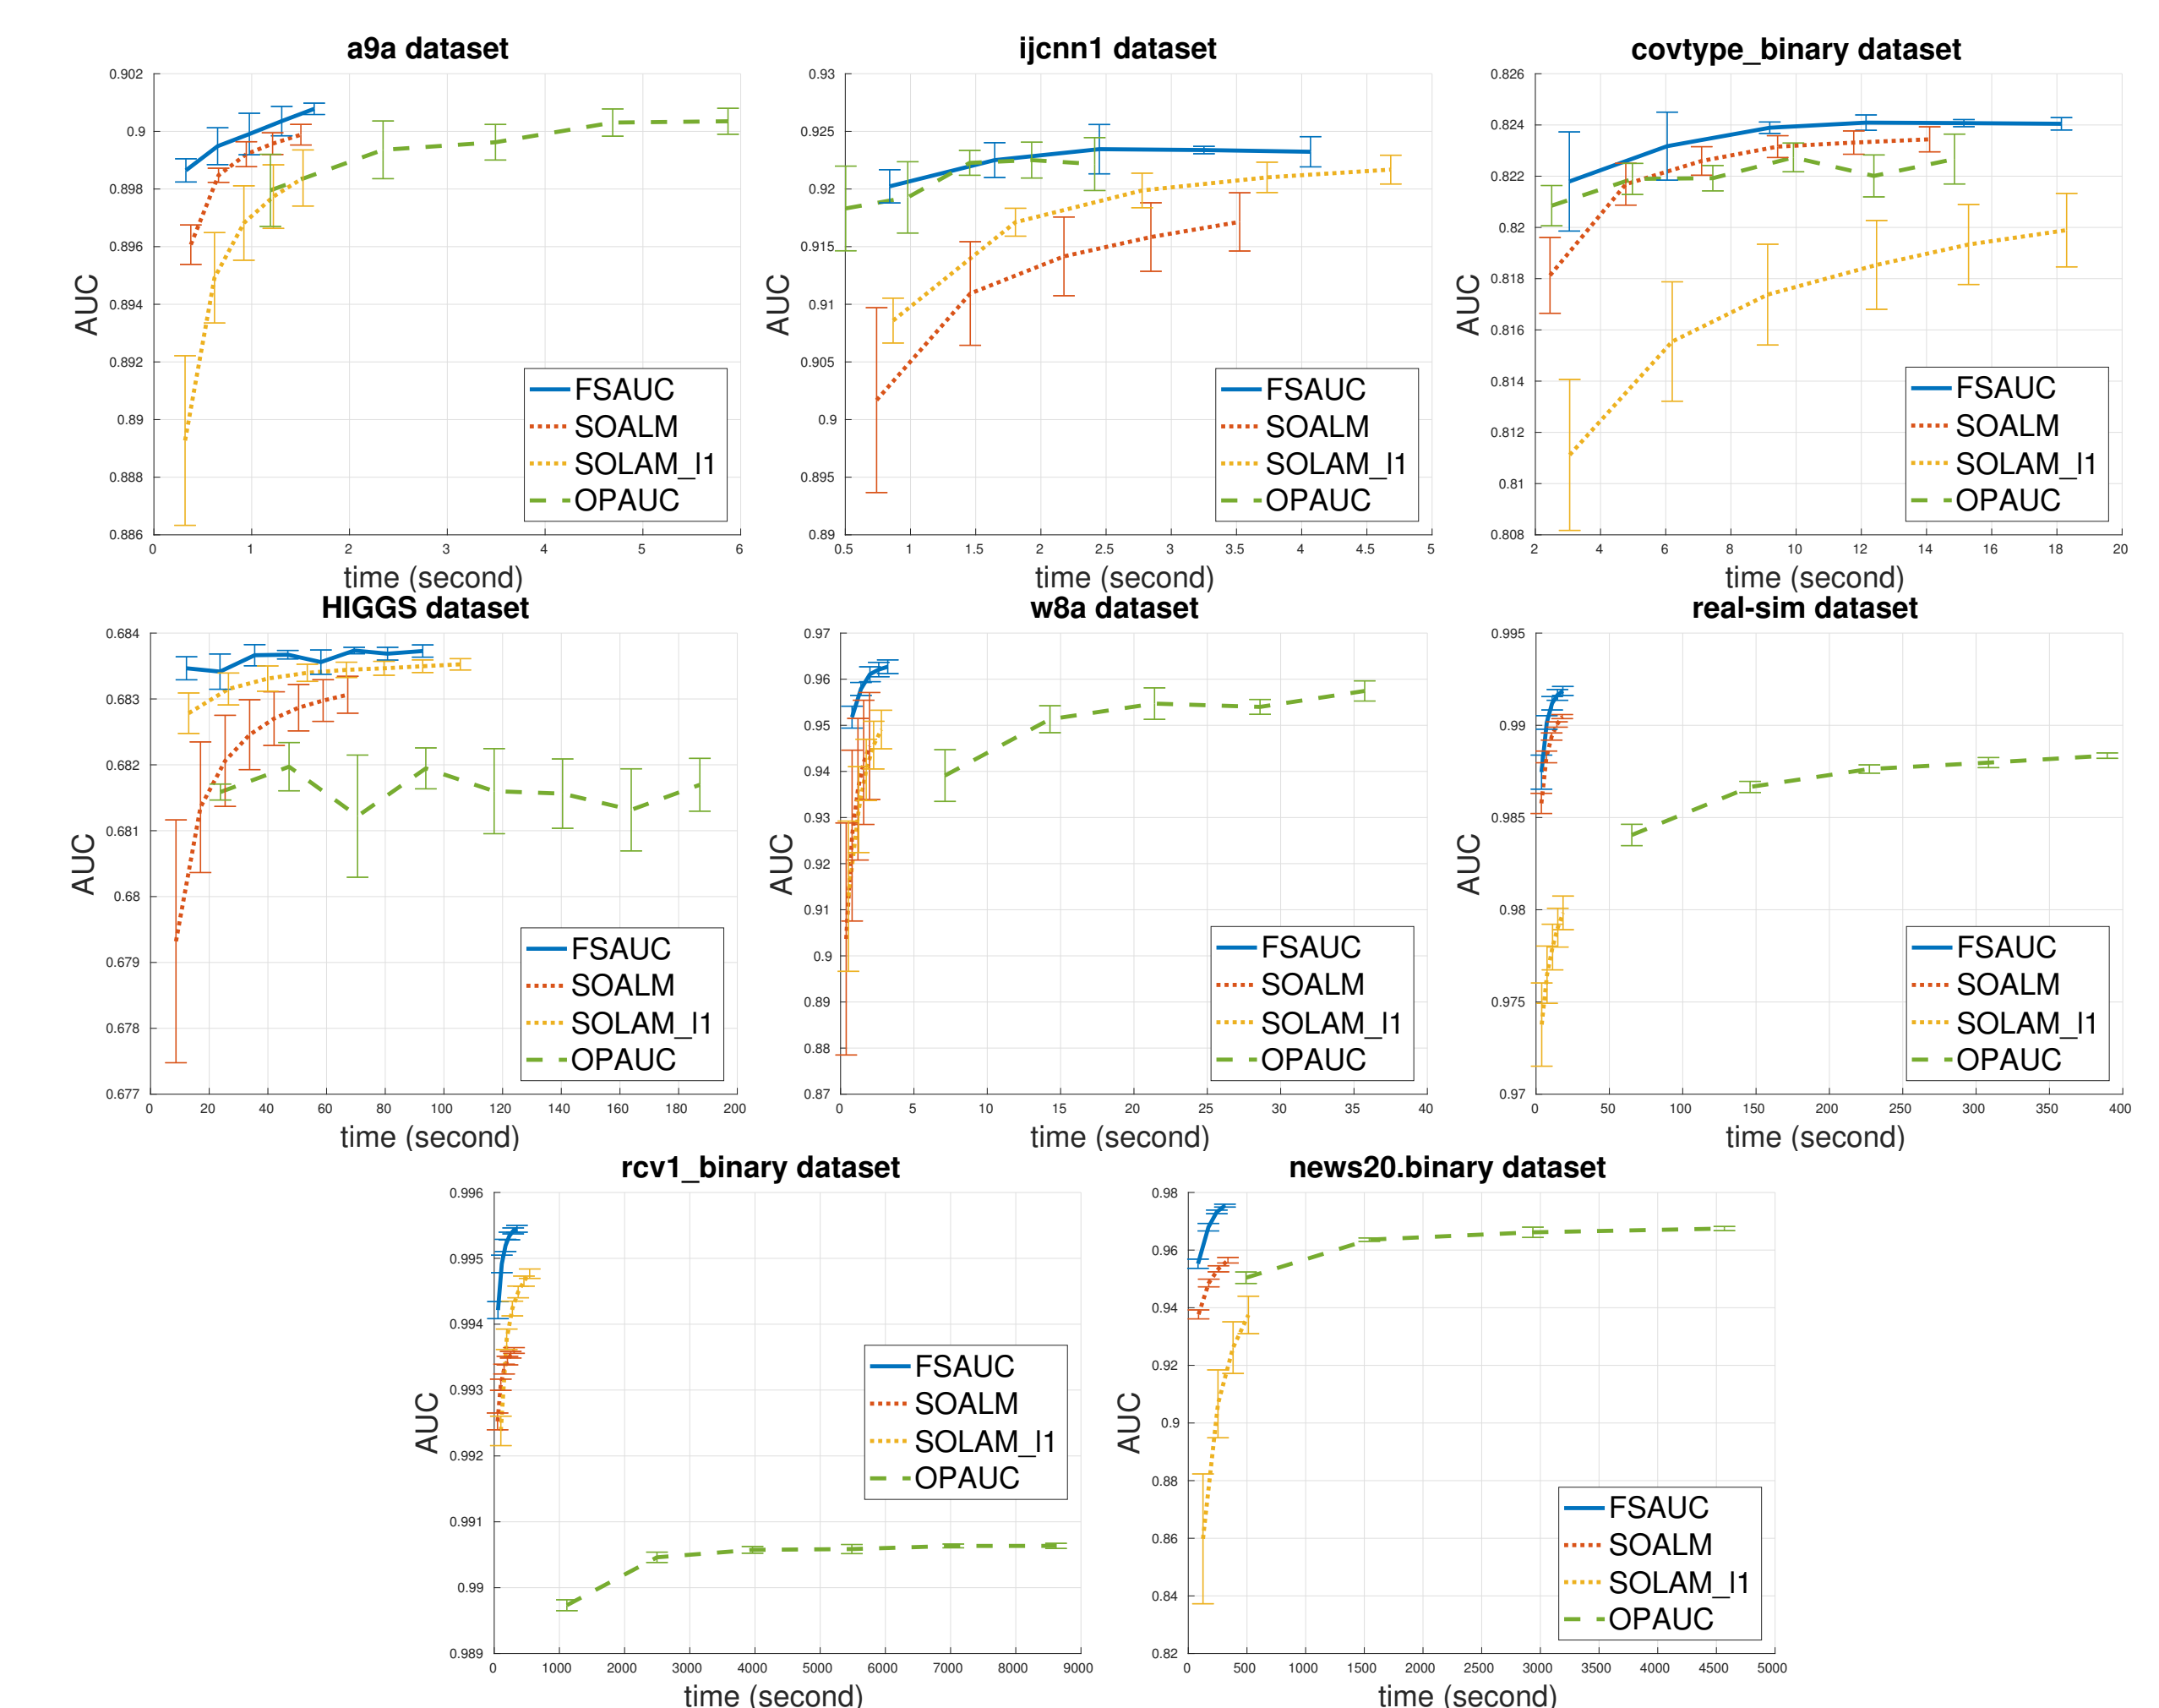 a9a dataset
0.902
0.9
0.898
0.896
0.894
0.892
0.89
0.888
0.886
AUC
0 1 2 3 4 5 6
time (second)
FSAUC
SOALM
SOLAM_l1
OPAUC
ijcnn1 dataset
0.93
0.925
0.92
0.915
0.91
0.905
0.9
0.895
0.89
AUC
0.5 1 1.5 2 2.5 3 3.5 4 4.5 5
time (second)
FSAUC
SOALM
SOLAM_l1
OPAUC
covtype_binary dataset
0.826
0.824
0.822
0.82
0.818
0.816
0.814
0.812
0.81
0.808
AUC
2 4 6 8 10 12 14 16 18 20
time (second)
FSAUC
SOALM
SOLAM_l1
OPAUC
HIGGS dataset
0.684
0.683
0.682
0.681
0.68
0.679
0.678
0.677
AUC
0 20 40 60 80 100 120 140 160 180 200
time (second)
FSAUC
SOALM
SOLAM_l1
OPAUC
w8a dataset
0.97
0.96
0.95
0.94
0.93
0.92
0.91
0.9
0.89
0.88
0.87
AUC
0 5 10 15 20 25 30 35 40
time (second)
FSAUC
SOALM
SOLAM_l1
OPAUC
real-sim dataset
0.995
0.99
0.985
0.98
0.975
0.97
AUC
0 50 100 150 200 250 300 350 400
time (second)
FSAUC
SOALM
SOLAM_l1
OPAUC
rcv1_binary dataset
0.996
0.995
0.994
0.993
0.992
0.991
0.99
0.989
AUC
0 1000 2000 3000 4000 5000 6000 7000 8000 9000
time (second)
FSAUC
SOALM
SOLAM_l1
OPAUC
news20.binary dataset
0.98
0.96
0.94
0.92
0.9
0.88
0.86
0.84
0.82
AUC
0 500 1000 1500 2000 2500 3000 3500 4000 4500 5000
time (second)
FSAUC
SOALM
SOLAM_l1
OPAUC